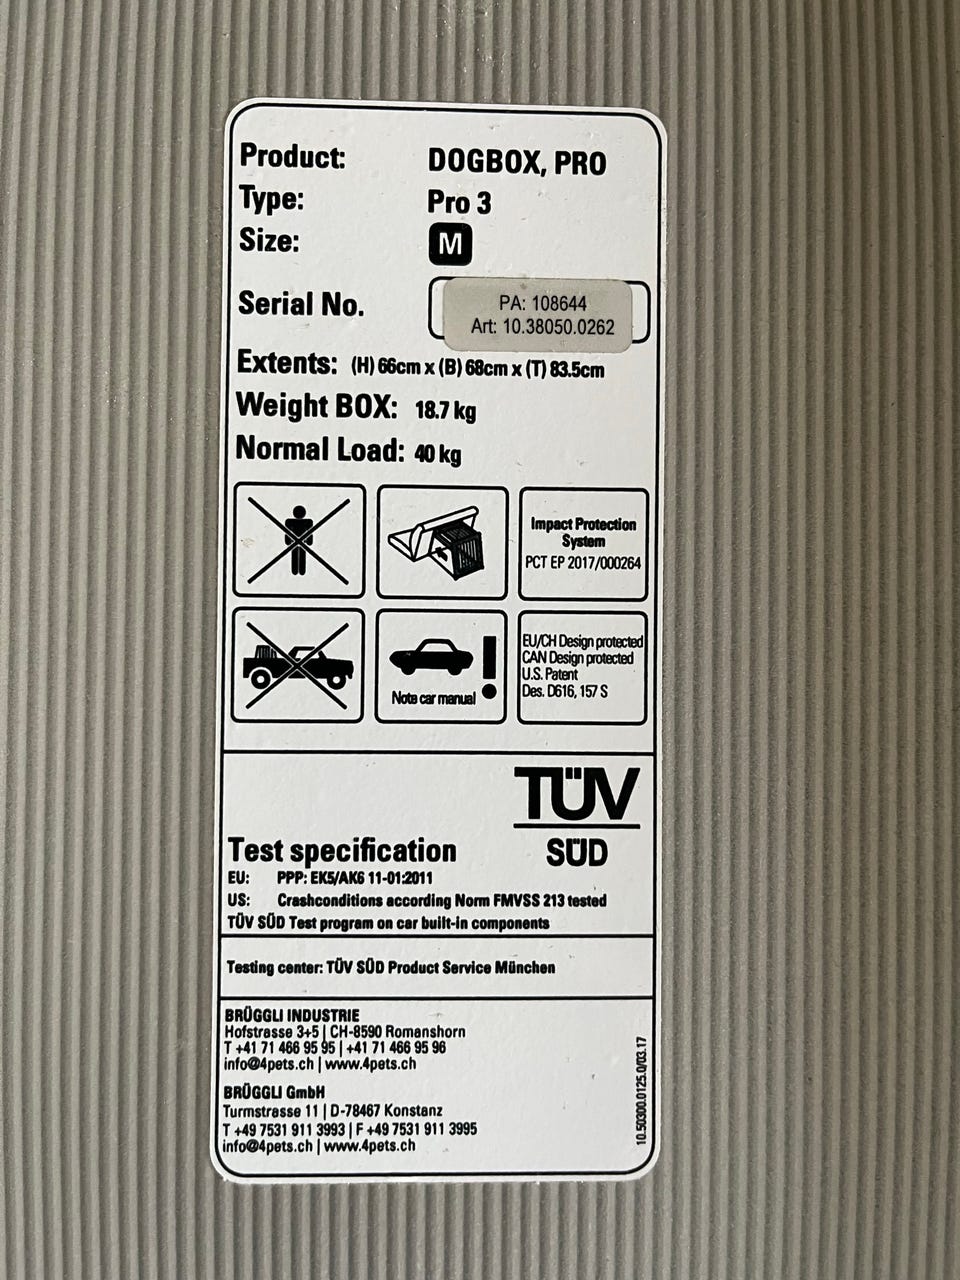 Product: DOGBOX, PRO
Type: Pro 3
Size: M
Serial No. PA: 108644
Art: 10.38050.0262
Extents: (H) 66cm x (B) 68cm x (T) 83.5cm
Weight BOX: 18.7 kg
Normal Load: 40 kg
Impact Protection
System
PCT EP 2017/000264
Note car manual !
EU/CH Design protected
CAN Design protected
U.S. Patent
Des. D616, 157 S
TÜV
SÜD
Test specification
EU: PPP: EK5/AK6 11-01:2011
US: Crashconditions according Norm FMVSS 213 tested
TÜV SÜD Test program on car built-in components
Testing center: TÜV SÜD Product Service München
BRÜGGLI INDUSTRIE
Hofstrasse 3+5 | CH-8590 Romanshorn
T +41 71 466 95 95 | +41 71 466 95 96
info@4pets.ch | www.4pets.ch
BRÜGGLI GmbH
Turmstrasse 11 | D-78467 Konstanz
T +49 7531 911 3993 | F +49 7531 911 3995
info@4pets.ch | www.4pets.ch
10.50300.0125.0/03.17